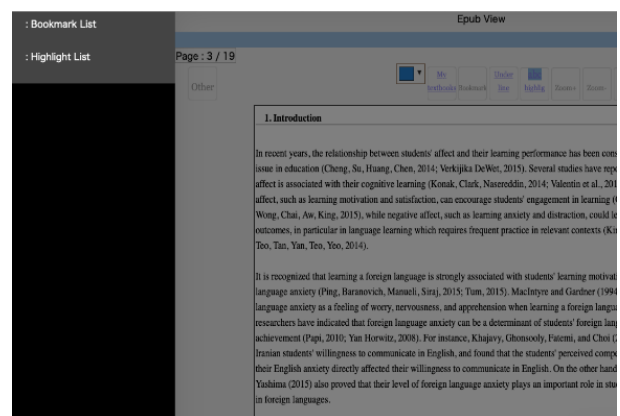 : Bookmark List
: Highlight List
Epub View
Page : 3 / 19
Other
My textbooks
Bookmark
Under line
highlig
Zoom+
Zoom-
1. Introduction
In recent years, the relationship between students' affect and their learning performance has been cons
issue in education (Cheng, Su, Huang, Chen, 2014; Verkijika DeWet, 2015). Several studies have repo
affect is associated with their cognitive learning (Konak, Clark, Nasereddin, 2014; Valentin et al., 201
affect, such as learning motivation and satisfaction, can encourage students' engagement in learning (
Wong, Chai, Aw, King, 2015), while negative affect, such as learning anxiety and distraction, could le
outcomes, in particular in language learning which requires frequent practice in relevant contexts (Ki
Teo, Tan, Yan, Teo, Yeo, 2014).
It is recognized that learning a foreign language is strongly associated with students' learning motivati
language anxiety (Ping, Baranovich, Manueli, Siraj, 2015; Tum, 2015). MacIntyre and Gardner (1994
language anxiety as a feeling of worry, nervousness, and apprehension when learning a foreign langua
researchers have indicated that foreign language anxiety can be a determinant of students' foreign lang
achievement (Papi, 2010; Yan Horwitz, 2008). For instance, Khajavy, Ghonsooly, Fatemi, and Choi (2
Iranian students' willingness to communicate in English, and found that the students' perceived compe
their English anxiety directly affected their willingness to communicate in English. On the other hand
Yashima (2015) also proved that their level of foreign language anxiety plays an important role in stu
in foreign languages.